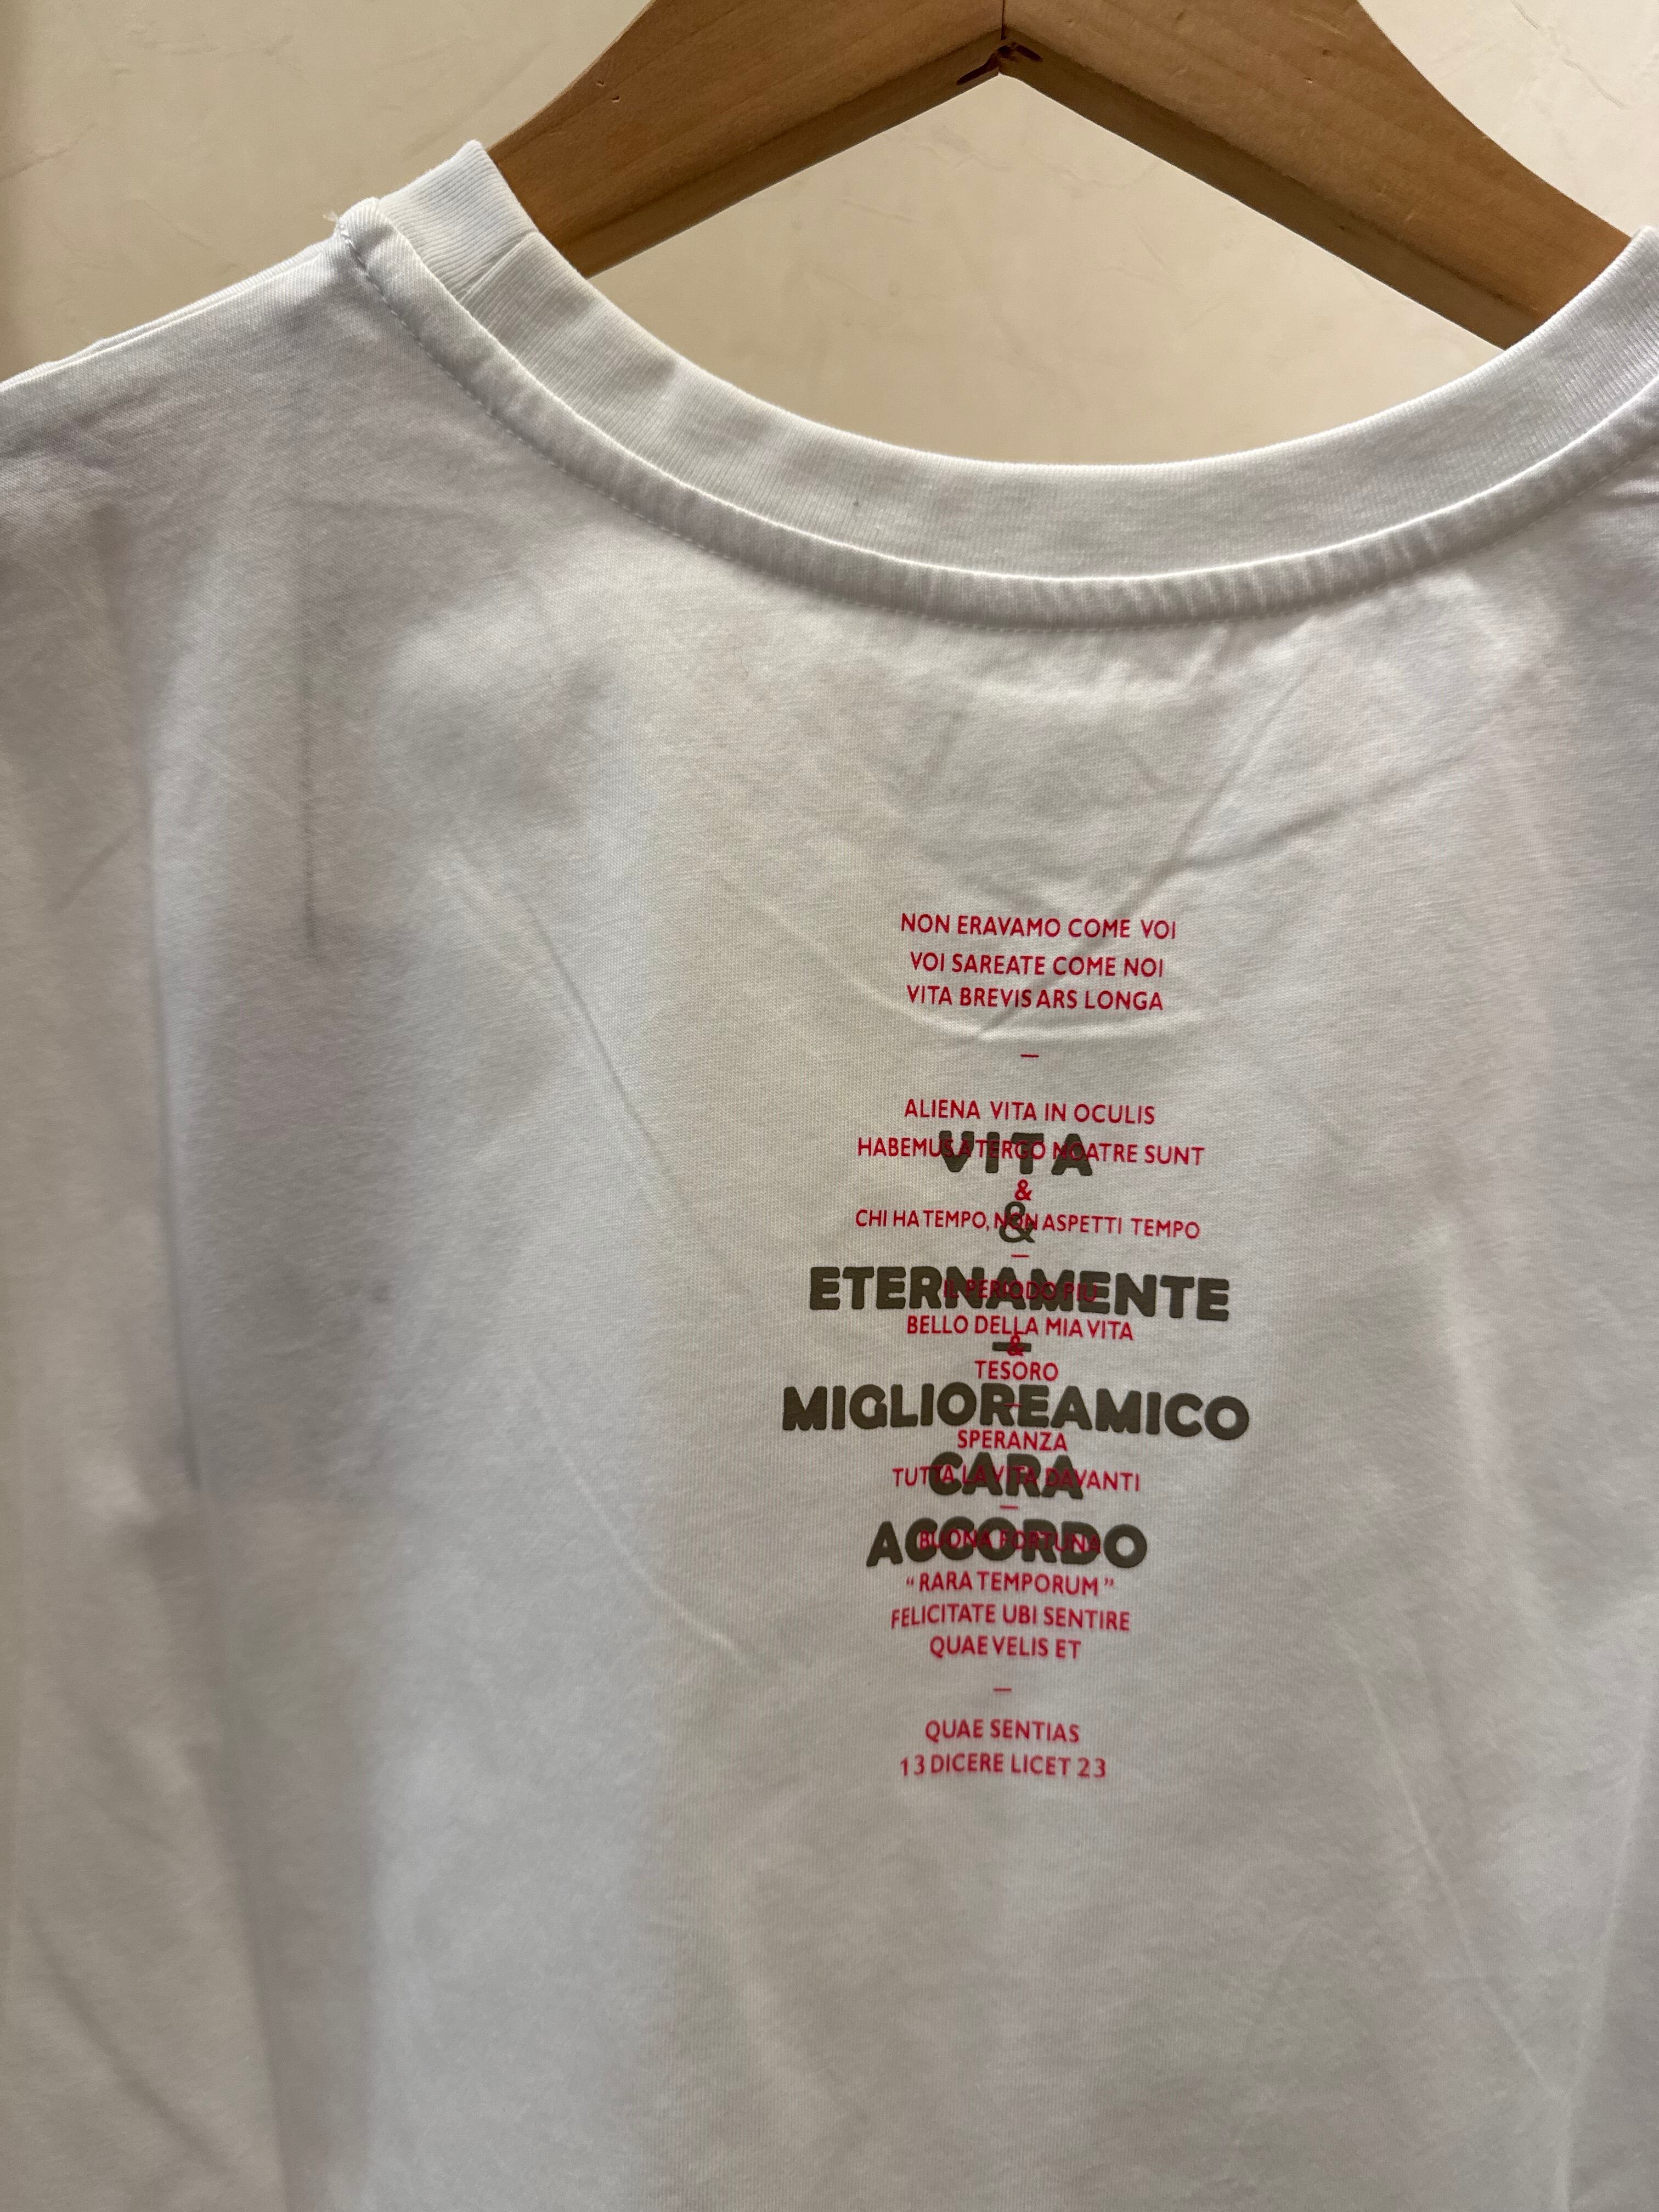 NON ERAVAMO COME VOI
VOI SAREATE COME NOI
VITA BREVIS ARS LONGA
—
ALIENA VITA IN OCULIS
HABEMUS A TERGO NOATRE SUNT
VITA
&
&
CHI HA TEMPO, NON ASPETTI TEMPO
—
ETERNAMENTE
IL PERIODO PIU
BELLO DELLA MIA VITA
—
&
TESORO
MIGLIOREAMICO
—
SPERANZA
CARA
TUTTA LA VITA DAVANTI
—
ACCORDO
BUONA FORTUNA
“RARA TEMPORUM”
FELICITATE UBI SENTIRE
QUAE VELIS ET
—
QUAE SENTIAS
13 DICERE LICET 23